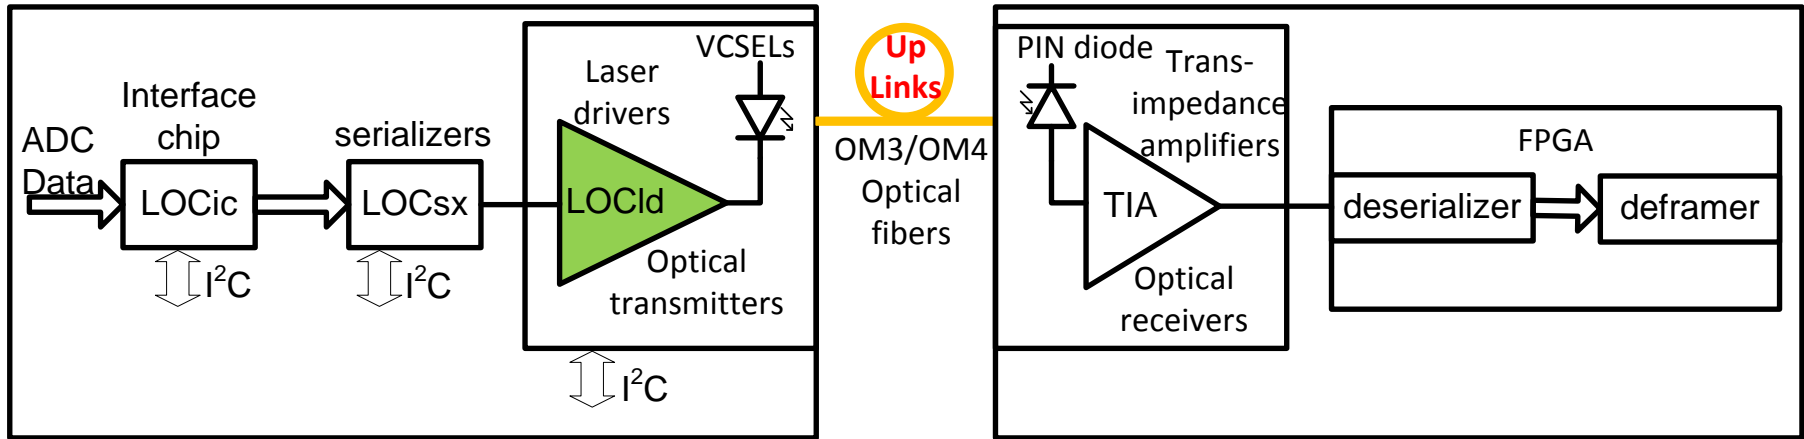 ADC
Data
Interface
chip
LOCic
I²C
serializers
LOCsx
I²C
Laser
drivers
VCSELs
LOCld
Optical
transmitters
I²C
Up
Links
OM3/OM4
Optical
fibers
PIN diode
Trans-
impedance
amplifiers
TIA
Optical
receivers
FPGA
deserializer
deframer